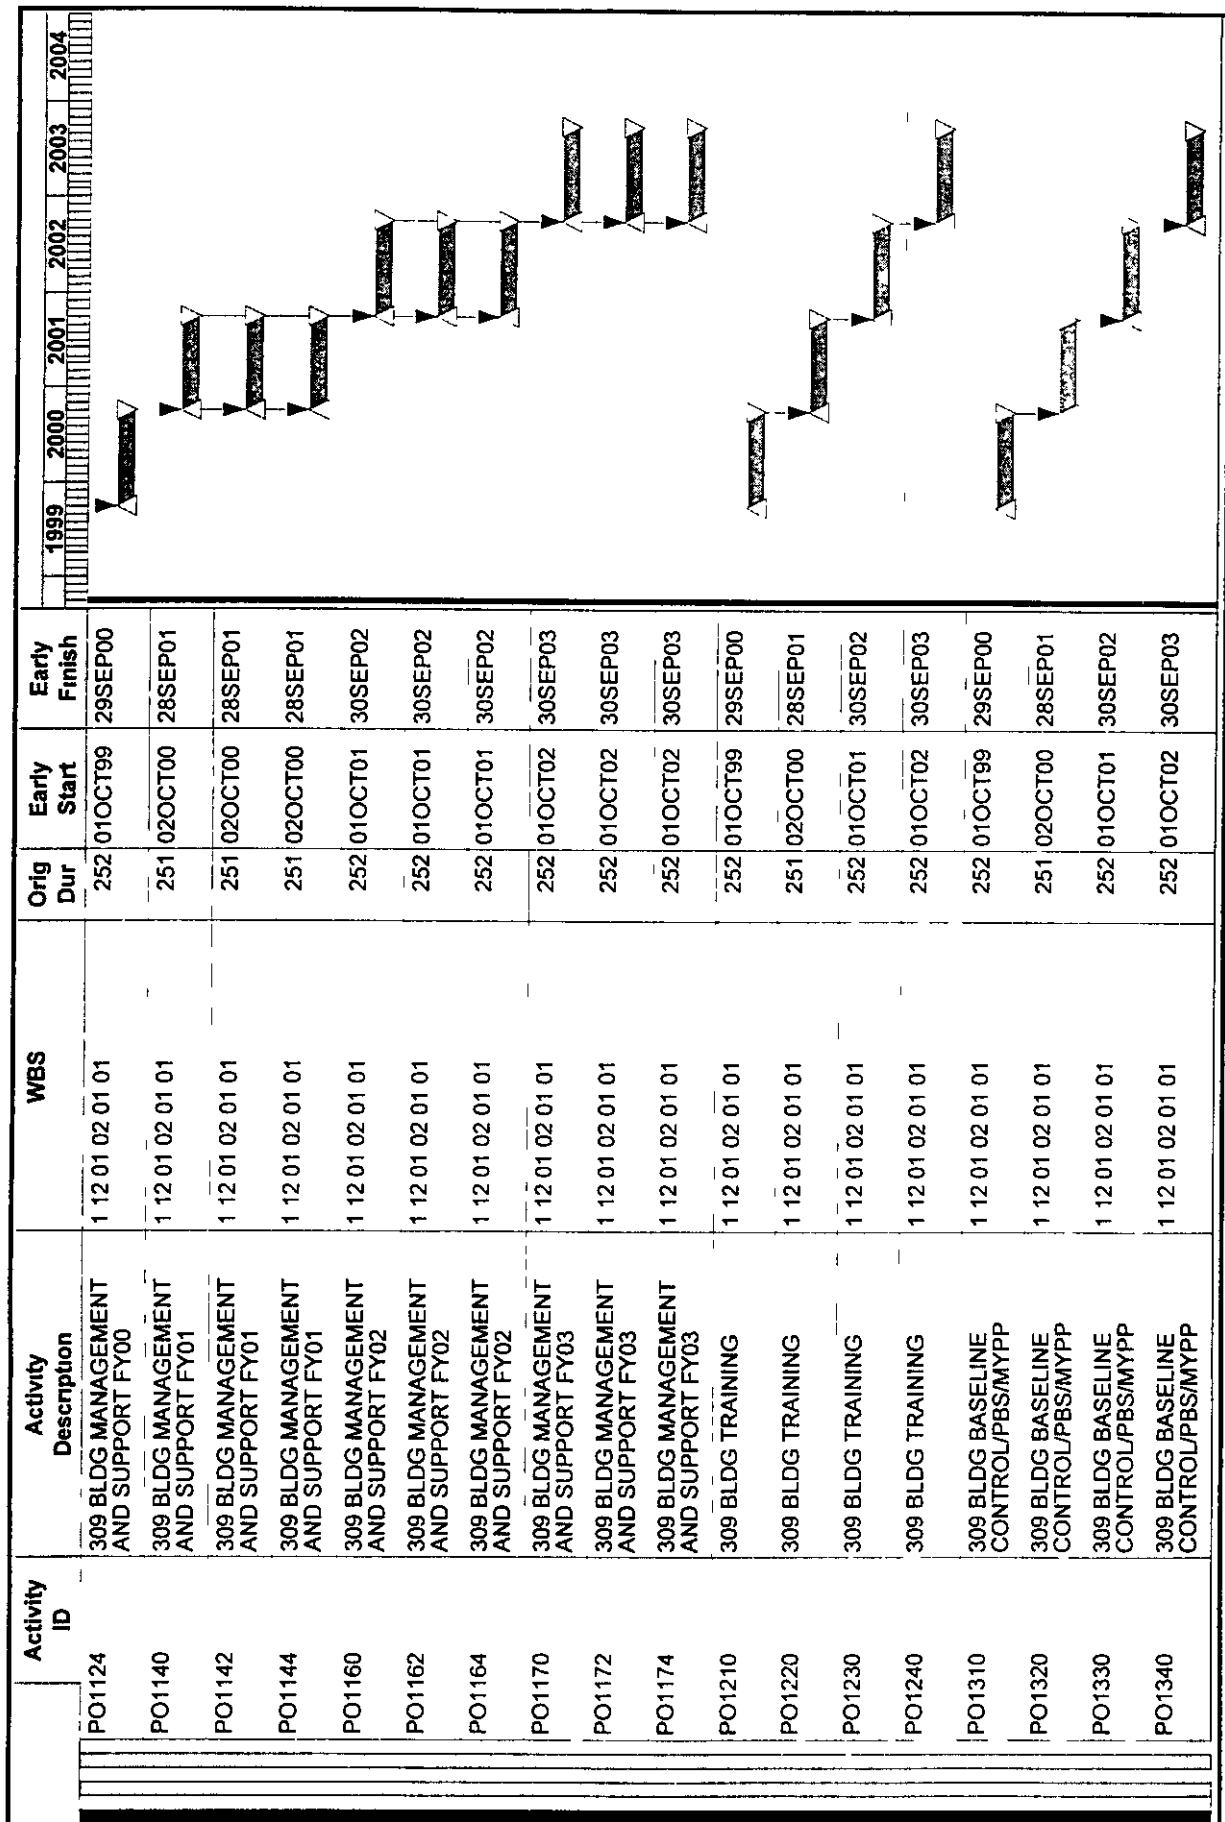 Activity ID Activity Description WBS Orig Dur Early Start Early Finish 1999 2000 2001 2002 2003 2004
PO1124 309 BLDG MANAGEMENT 1 12 01 02 01 01 252 01OCT99 29SEP00
AND SUPPORT FY00
PO1140 309 BLDG MANAGEMENT 1 12 01 02 01 01 251 02OCT00 28SEP01
AND SUPPORT FY01
PO1142 309 BLDG MANAGEMENT 1 12 01 02 01 01 251 02OCT00 28SEP01
AND SUPPORT FY01
PO1144 309 BLDG MANAGEMENT 1 12 01 02 01 01 251 02OCT00 28SEP01
AND SUPPORT FY01
PO1160 309 BLDG MANAGEMENT 1 12 01 02 01 01 252 01OCT01 30SEP02
AND SUPPORT FY02
PO1162 309 BLDG MANAGEMENT 1 12 01 02 01 01 252 01OCT01 30SEP02
AND SUPPORT FY02
PO1164 309 BLDG MANAGEMENT 1 12 01 02 01 01 252 01OCT01 30SEP02
AND SUPPORT FY02
PO1170 309 BLDG MANAGEMENT 1 12 01 02 01 01 252 01OCT02 30SEP03
AND SUPPORT FY03
PO1172 309 BLDG MANAGEMENT 1 12 01 02 01 01 252 01OCT02 30SEP03
AND SUPPORT FY03
PO1174 309 BLDG MANAGEMENT 1 12 01 02 01 01 252 01OCT02 30SEP03
AND SUPPORT FY03
PO1210 309 BLDG TRAINING 1 12 01 02 01 01 252 01OCT99 29SEP00
PO1220 309 BLDG TRAINING 1 12 01 02 01 01 251 02OCT00 28SEP01
PO1230 309 BLDG TRAINING 1 12 01 02 01 01 252 01OCT01 30SEP02
PO1240 309 BLDG TRAINING 1 12 01 02 01 01 252 01OCT02 30SEP03
PO1310 309 BLDG BASELINE 1 12 01 02 01 01 252 01OCT99 29SEP00
CONTROL/PBS/MYPP
PO1320 309 BLDG BASELINE 1 12 01 02 01 01 251 02OCT00 28SEP01
CONTROL/PBS/MYPP
PO1330 309 BLDG BASELINE 1 12 01 02 01 01 252 01OCT01 30SEP02
CONTROL/PBS/MYPP
PO1340 309 BLDG BASELINE 1 12 01 02 01 01 252 01OCT02 30SEP03
CONTROL/PBS/MYPP